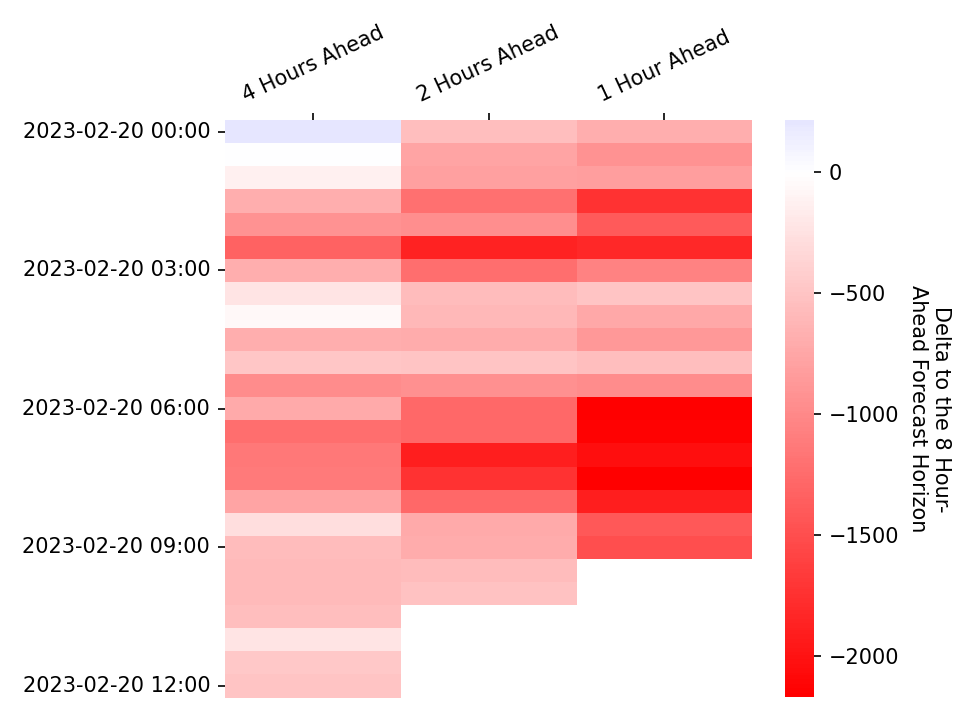 4 Hours Ahead
2 Hours Ahead
1 Hour Ahead
2023-02-20 00:00
2023-02-20 03:00
2023-02-20 06:00
2023-02-20 09:00
2023-02-20 12:00
0
−500
−1000
−1500
−2000
Delta to the 8 Hour-
Ahead Forecast Horizon